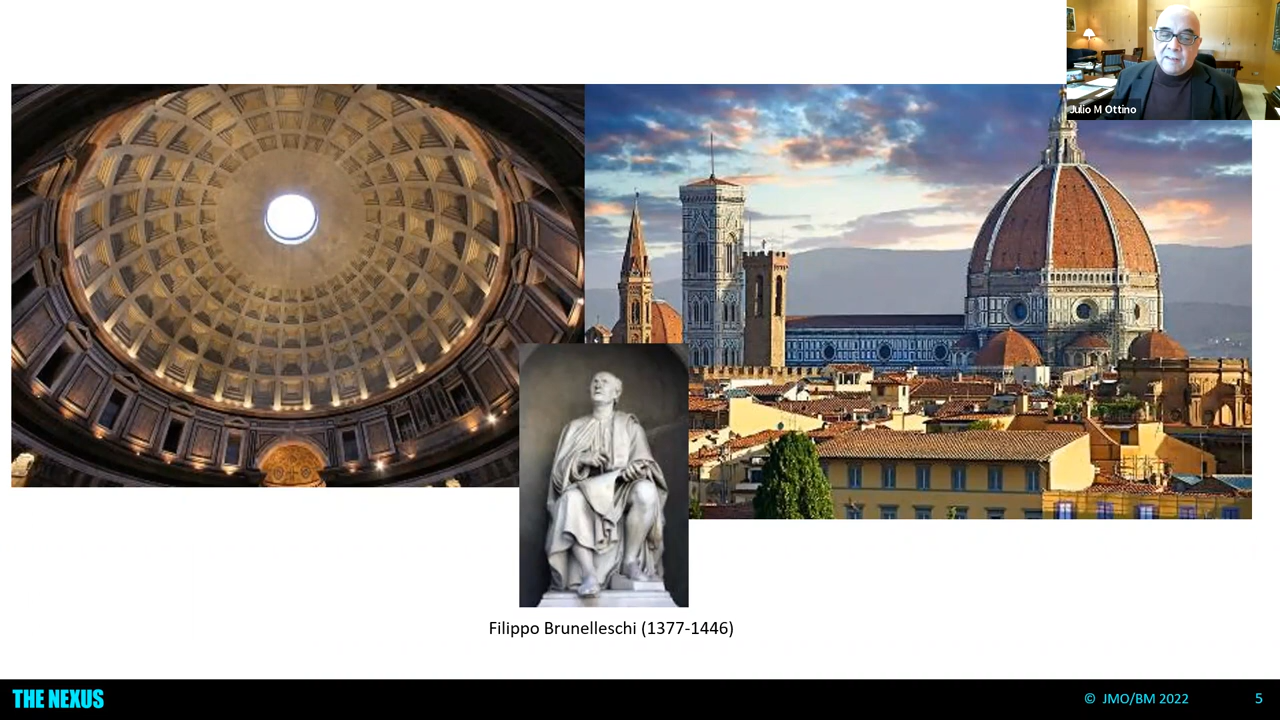 Julio M Ottino
Filippo Brunelleschi (1377-1446)
THE NEXUS
© JMO/BM 2022
5